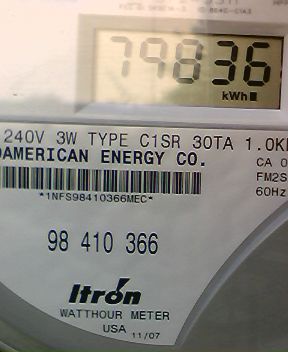 79836
kWh
240V 3W TYPE C1SR 30TA 1.0K
DAMERICAN ENERGY CO.
CA 0
FM2S
60Hz
*1NFS98410366MEC*
98 410 366
Itron
WATTHOUR METER
USA 11/07